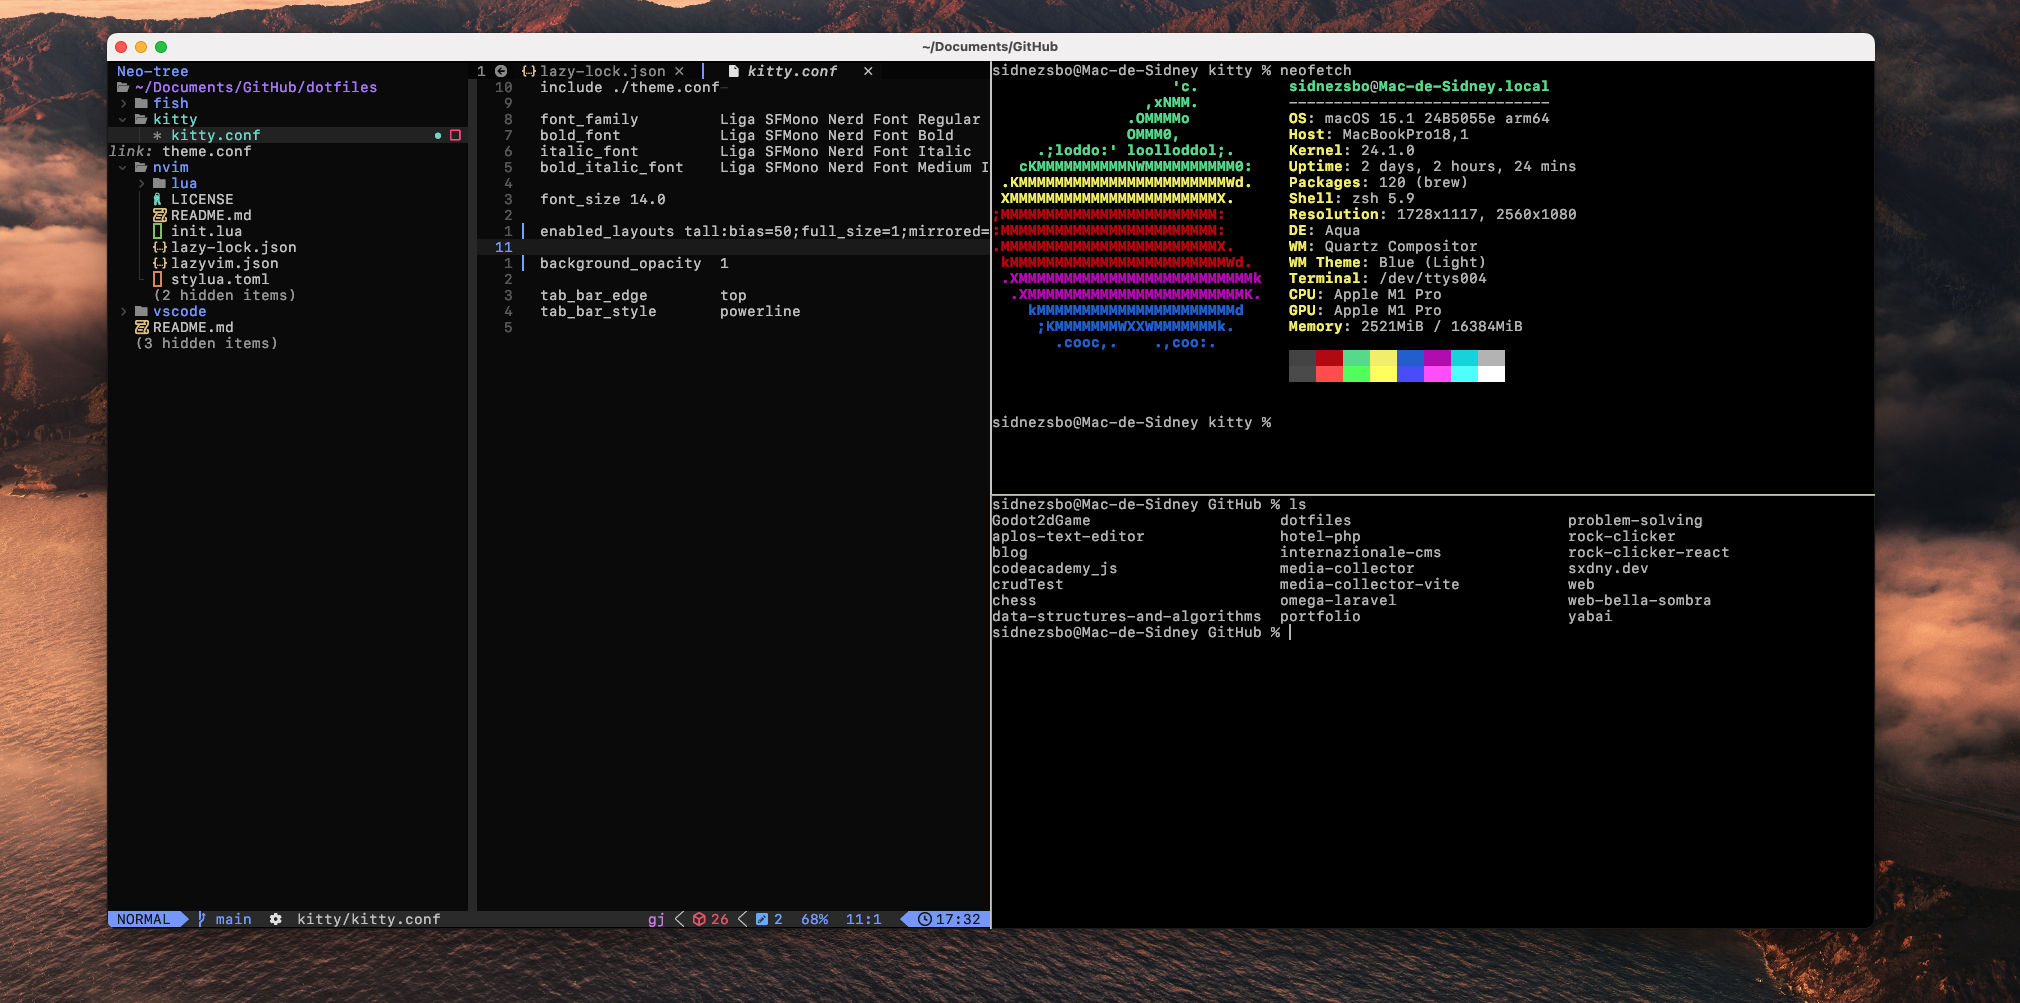 ~/Documents/GitHub
Neo-tree
~/Documents/GitHub/dotfiles
fish
kitty
* kitty.conf
link: theme.conf
nvim
lua
LICENSE
README.md
init.lua
lazy-lock.json
lazyvim.json
stylua.toml
(2 hidden items)
vscode
README.md
(3 hidden items)
1 lazy-lock.json × kitty.conf ×
10 include ./theme.conf
9
8 font_family Liga SFMono Nerd Font Regular
7 bold_font Liga SFMono Nerd Font Bold
6 italic_font Liga SFMono Nerd Font Italic
5 bold_italic_font Liga SFMono Nerd Font Medium I
4
3 font_size 14.0
2
1 enabled_layouts tall:bias=50;full_size=1;mirrored=
11
1 background_opacity 1
2
3 tab_bar_edge top
4 tab_bar_style powerline
5
NORMAL main kitty/kitty.conf gj 26 2 68% 11:1 17:32
sidnezsbo@Mac-de-Sidney kitty % neofetch
'c.
,xNMM.
.OMMMMo
OMMM0,
.;loddo:' loolloddol;.
cKMMMMMMMMMMNWMMMMMMMMMM0:
.KMMMMMMMMMMMMMMMMMMMMMMMWd.
XMMMMMMMMMMMMMMMMMMMMMMMX.
;MMMMMMMMMMMMMMMMMMMMMMMM:
:MMMMMMMMMMMMMMMMMMMMMMMM:
.MMMMMMMMMMMMMMMMMMMMMMMMX.
kMMMMMMMMMMMMMMMMMMMMMMMMWd.
.XMMMMMMMMMMMMMMMMMMMMMMMMMMk
.XMMMMMMMMMMMMMMMMMMMMMMMMK.
kMMMMMMMMMMMMMMMMMMMMMMd
;KMMMMMMMWXXWMMMMMMMk.
.cooc,. .,coo:.
sidnezsbo@Mac-de-Sidney.local
-----------------------------
OS: macOS 15.1 24B5055e arm64
Host: MacBookPro18,1
Kernel: 24.1.0
Uptime: 2 days, 2 hours, 24 mins
Packages: 120 (brew)
Shell: zsh 5.9
Resolution: 1728x1117, 2560x1080
DE: Aqua
WM: Quartz Compositor
WM Theme: Blue (Light)
Terminal: /dev/ttys004
CPU: Apple M1 Pro
GPU: Apple M1 Pro
Memory: 2521MiB / 16384MiB
sidnezsbo@Mac-de-Sidney kitty %
sidnezsbo@Mac-de-Sidney GitHub % ls
Godot2dGame dotfiles problem-solving
aplos-text-editor hotel-php rock-clicker
blog internazionale-cms rock-clicker-react
codeacademy_js media-collector sxdny.dev
crudTest media-collector-vite web
chess omega-laravel web-bella-sombra
data-structures-and-algorithms portfolio yabai
sidnezsbo@Mac-de-Sidney GitHub %